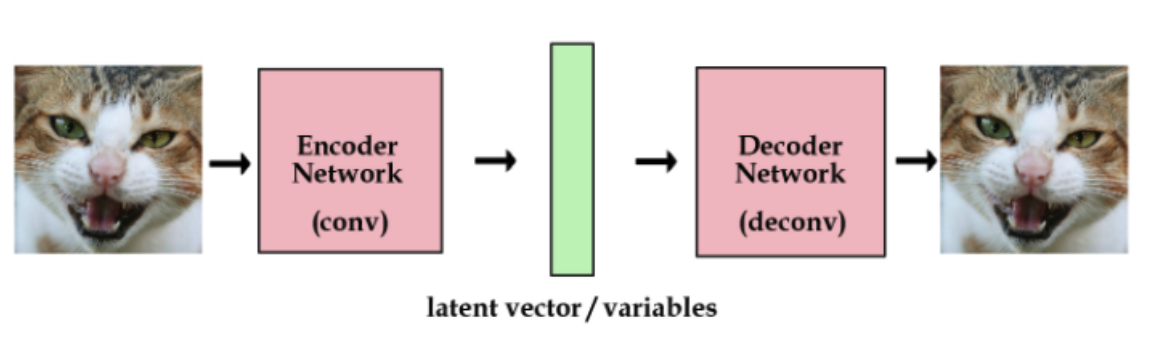 Encoder
Network
(conv)
Decoder
Network
(deconv)
latent vector / variables